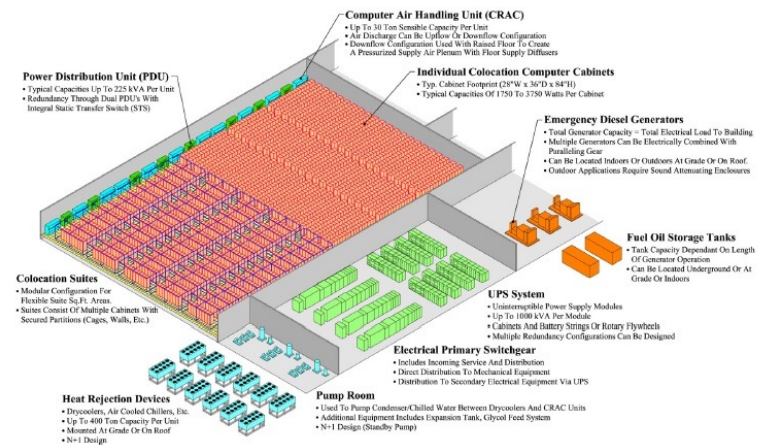 Computer Air Handling Unit (CRAC)
• Up To 30 Ton Sensible Capacity Per Unit
• Air Discharge Can Be Upflow Or Downflow Configuration
• Downflow Configuration Used With Raised Floor To Create
A Pressurized Supply Air Plenum With Floor Supply Diffusers
Power Distribution Unit (PDU)
• Typical Capacities Up To 225 kVA Per Unit
• Redundancy Through Dual PDU's With
Integral Static Transfer Switch (STS)
Individual Colocation Computer Cabinets
• Typ. Cabinet Footprint (28"W x 36"D x 84"H)
• Typical Capacities Of 1750 To 3750 Watts Per Cabinet
Emergency Diesel Generators
• Total Generator Capacity = Total Electrical Load To Building
• Multiple Generators Can Be Electrically Combined With
Paralleling Gear
• Can Be Located Indoors Or Outdoors At Grade Or On Roof.
• Outdoor Applications Require Sound Attenuating Enclosures
Fuel Oil Storage Tanks
• Tank Capacity Dependant On Length
Of Generator Operation
• Can Be Located Underground Or At
Grade Or Indoors
Colocation Suites
• Modular Configuration For
Flexible Suite Sq.Ft. Areas.
• Suites Consist Of Multiple Cabinets With
Secured Partitions (Cages, Walls, Etc.)
UPS System
• Uninterruptible Power Supply Modules
• Up To 1000 kVA Per Module
• Cabinets And Battery Strings Or Rotary Flywheels
• Multiple Redundancy Configurations Can Be Designed
Electrical Primary Switchgear
• Includes Incoming Service And Distribution
• Direct Distribution To Mechanical Equipment
• Distribution To Secondary Electrical Equipment Via UPS
Heat Rejection Devices
• Drycoolers, Air Cooled Chillers, Etc.
• Up To 400 Ton Capacity Per Unit
• Mounted At Grade Or On Roof
• N+1 Design
Pump Room
• Used To Pump Condenser/Chilled Water Between Drycoolers And CRAC Units
• Additional Equipment Includes Expansion Tank, Glycol Feed System
• N+1 Design (Standby Pump)